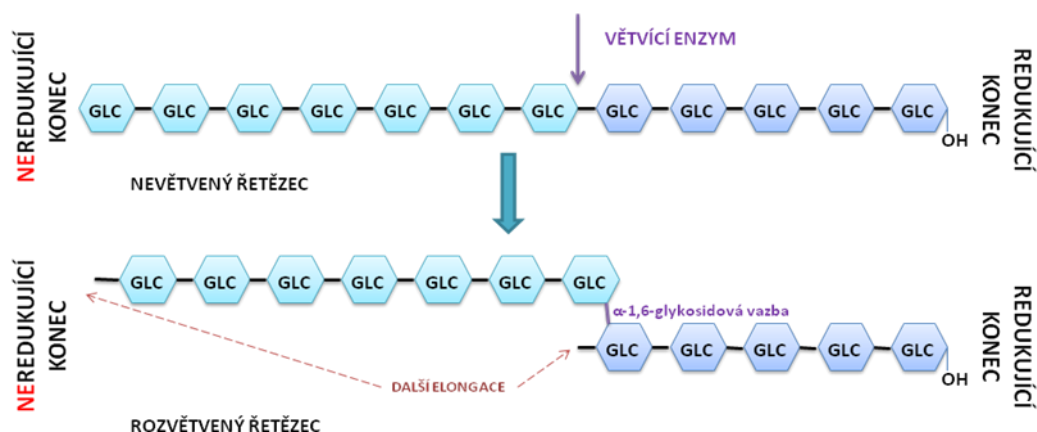 VĚTVÍCÍ ENZYM
NEREDUKUJÍCÍ
KONEC
GLC GLC GLC GLC GLC GLC GLC GLC GLC GLC GLC GLC
OH
REDUKUJÍCÍ
KONEC
NEVĚTVENÝ ŘETĚZEC
NEREDUKUJÍCÍ
KONEC
GLC GLC GLC GLC GLC GLC GLC
α-1,6-glykosidová vazba
GLC GLC GLC GLC GLC
OH
REDUKUJÍCÍ
KONEC
DALŠÍ ELONGACE
ROZVĚTVENÝ ŘETĚZEC